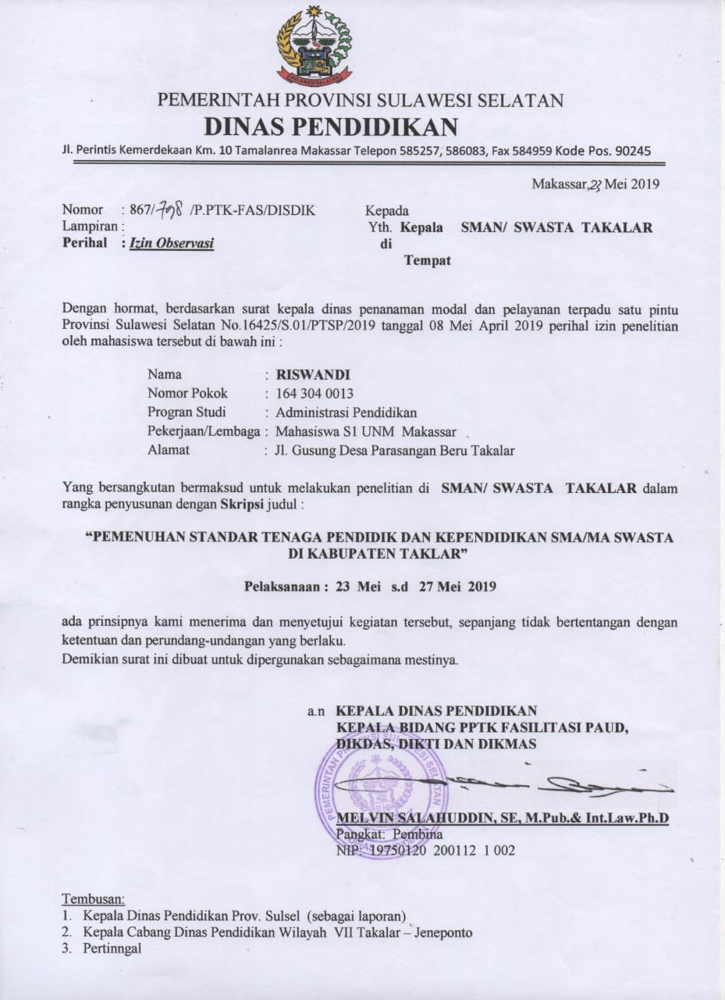 SULAWESI SELATAN
PEMERINTAH PROVINSI SULAWESI SELATAN
DINAS PENDIDIKAN
Jl. Perintis Kemerdekaan Km. 10 Tamalanrea Makassar Telepon 585257, 586083, Fax 584959 Kode Pos. 90245
Makassar,23 Mei 2019
Nomor : 867/798 /P.PTK-FAS/DISDIK
Lampiran :
Perihal : Izin Observasi
Kepada
Yth. Kepala SMAN/ SWASTA TAKALAR
di
Tempat
Dengan hormat, berdasarkan surat kepala dinas penanaman modal dan pelayanan terpadu satu pintu
Provinsi Sulawesi Selatan No.16425/S.01/PTSP/2019 tanggal 08 Mei April 2019 perihal izin penelitian
oleh mahasiswa tersebut di bawah ini :
Nama : RISWANDI
Nomor Pokok : 164 304 0013
Progran Studi : Administrasi Pendidikan
Pekerjaan/Lembaga : Mahasiswa S1 UNM Makassar
Alamat : Jl. Gusung Desa Parasangan Beru Takalar
Yang bersangkutan bermaksud untuk melakukan penelitian di SMAN/ SWASTA TAKALAR dalam
rangka penyusunan dengan Skripsi judul :
“PEMENUHAN STANDAR TENAGA PENDIDIK DAN KEPENDIDIKAN SMA/MA SWASTA
DI KABUPATEN TAKLAR”
Pelaksanaan : 23 Mei s.d 27 Mei 2019
ada prinsipnya kami menerima dan menyetujui kegiatan tersebut, sepanjang tidak bertentangan dengan
ketentuan dan perundang-undangan yang berlaku.
Demikian surat ini dibuat untuk dipergunakan sebagaimana mestinya.
a.n KEPALA DINAS PENDIDIKAN
KEPALA BIDANG PPTK FASILITASI PAUD,
DIKDAS, DIKTI DAN DIKMAS
PEMERINTAH PROVINSI SULAWESI SELATAN
DINAS PENDIDIKAN
MELVIN SALAHUDDIN, SE, M.Pub.& Int.Law.Ph.D
Pangkat: Pembina
NIP: 19750120 200112 1 002
Tembusan:
1. Kepala Dinas Pendidikan Prov. Sulsel (sebagai laporan)
2. Kepala Cabang Dinas Pendidikan Wilayah VII Takalar – Jeneponto
3. Pertinngal